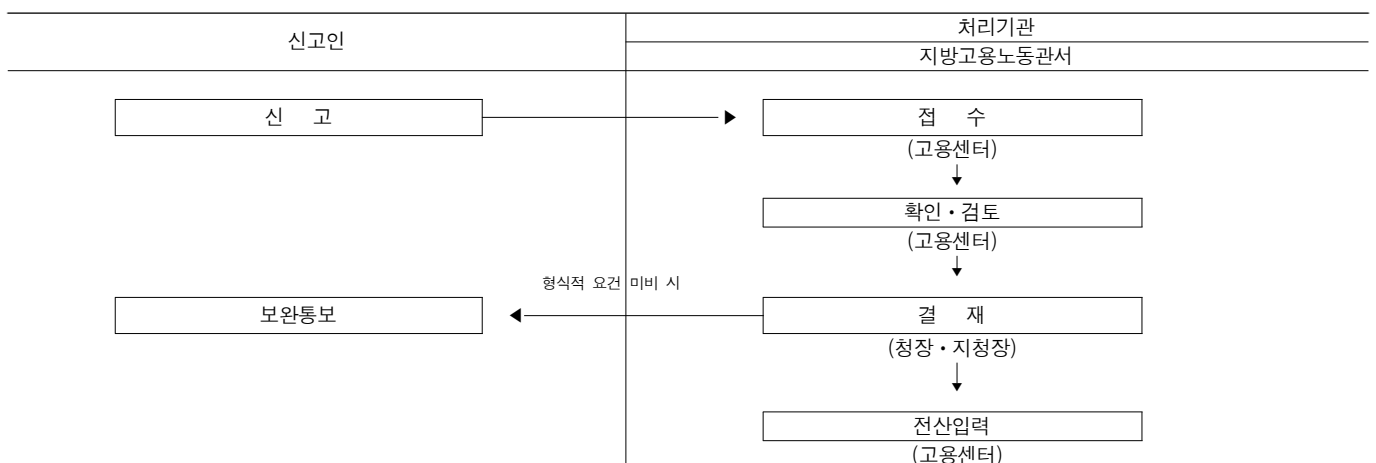 신고인
처리기관
지방고용노동관서
신 고
접 수
(고용센터)
확인・검토
(고용센터)
형식적 요건 미비 시
보완통보
결 재
(청장・지청장)
전산입력
(고용센터)